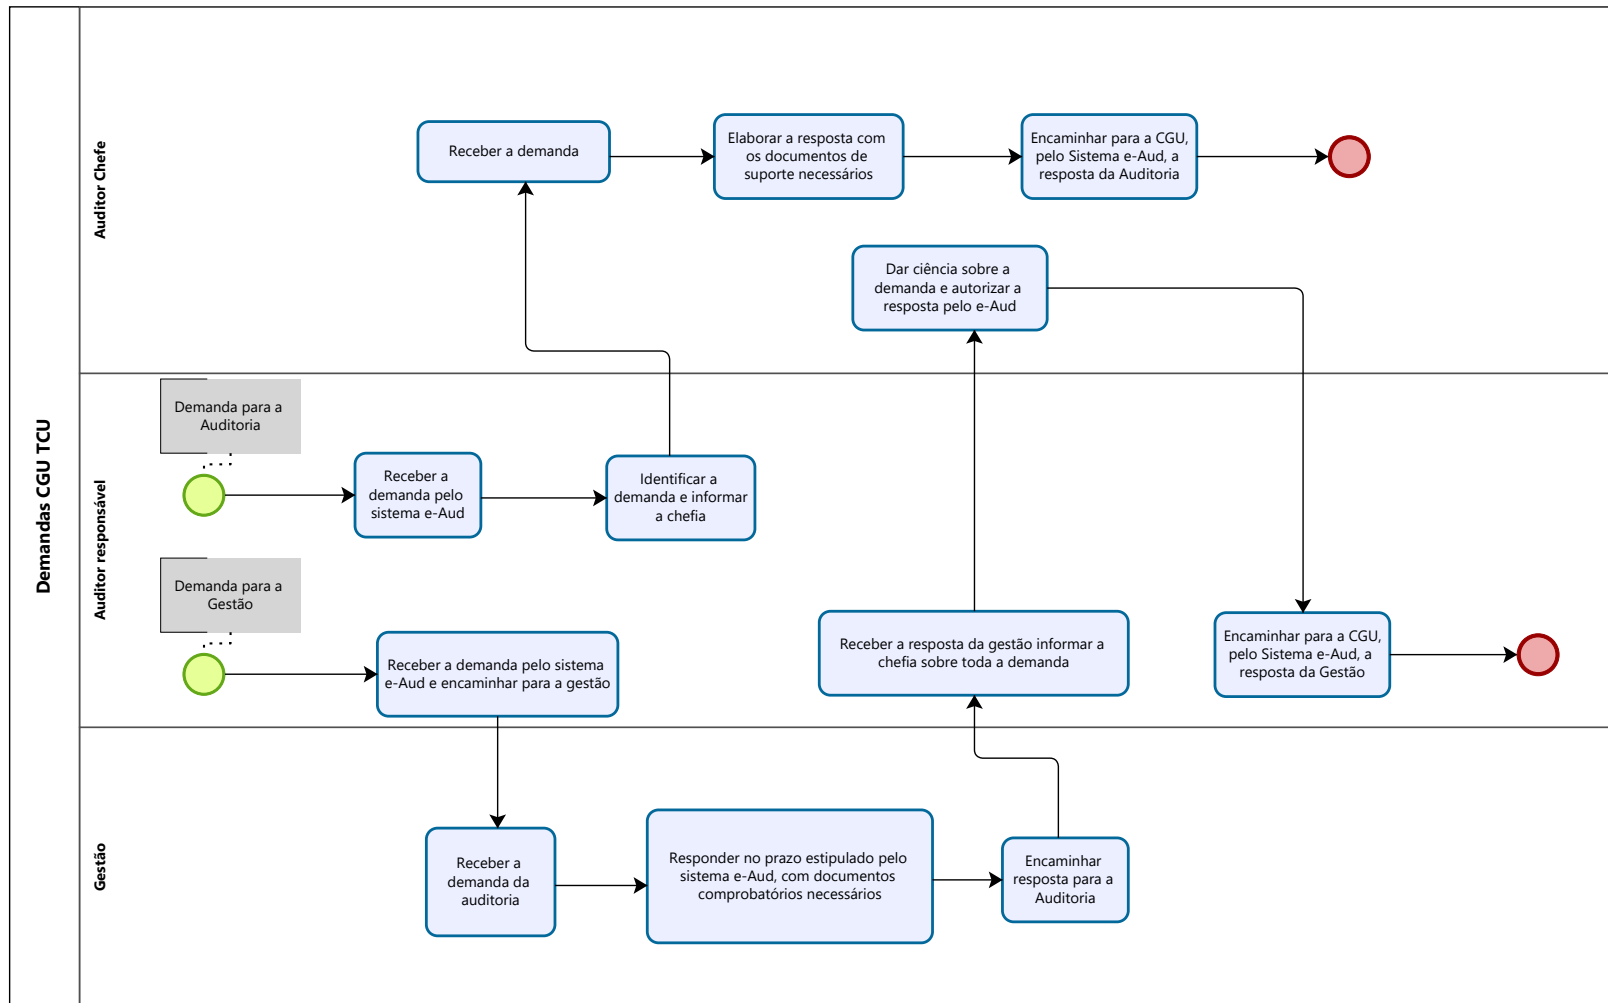 Demandas CGU TCU
Auditor Chefe
Receber a demanda
Elaborar a resposta com
os documentos de
suporte necessários
Encaminhar para a CGU,
pelo Sistema e-Aud, a
resposta da Auditoria
Dar ciência sobre a
demanda e autorizar a
resposta pelo e-Aud
Auditor responsável
Demanda para a
Auditoria
Receber a
demanda pelo
sistema e-Aud
Identificar a
demanda e informar
a chefia
Demanda para a
Gestão
Receber a demanda pelo sistema
e-Aud e encaminhar para a gestão
Receber a resposta da gestão informar a
chefia sobre toda a demanda
Encaminhar para a CGU,
pelo Sistema e-Aud, a
resposta da Gestão
Gestão
Receber a
demanda da
auditoria
Responder no prazo estipulado pelo
sistema e-Aud, com documentos
comprobatórios necessários
Encaminhar
resposta para a
Auditoria